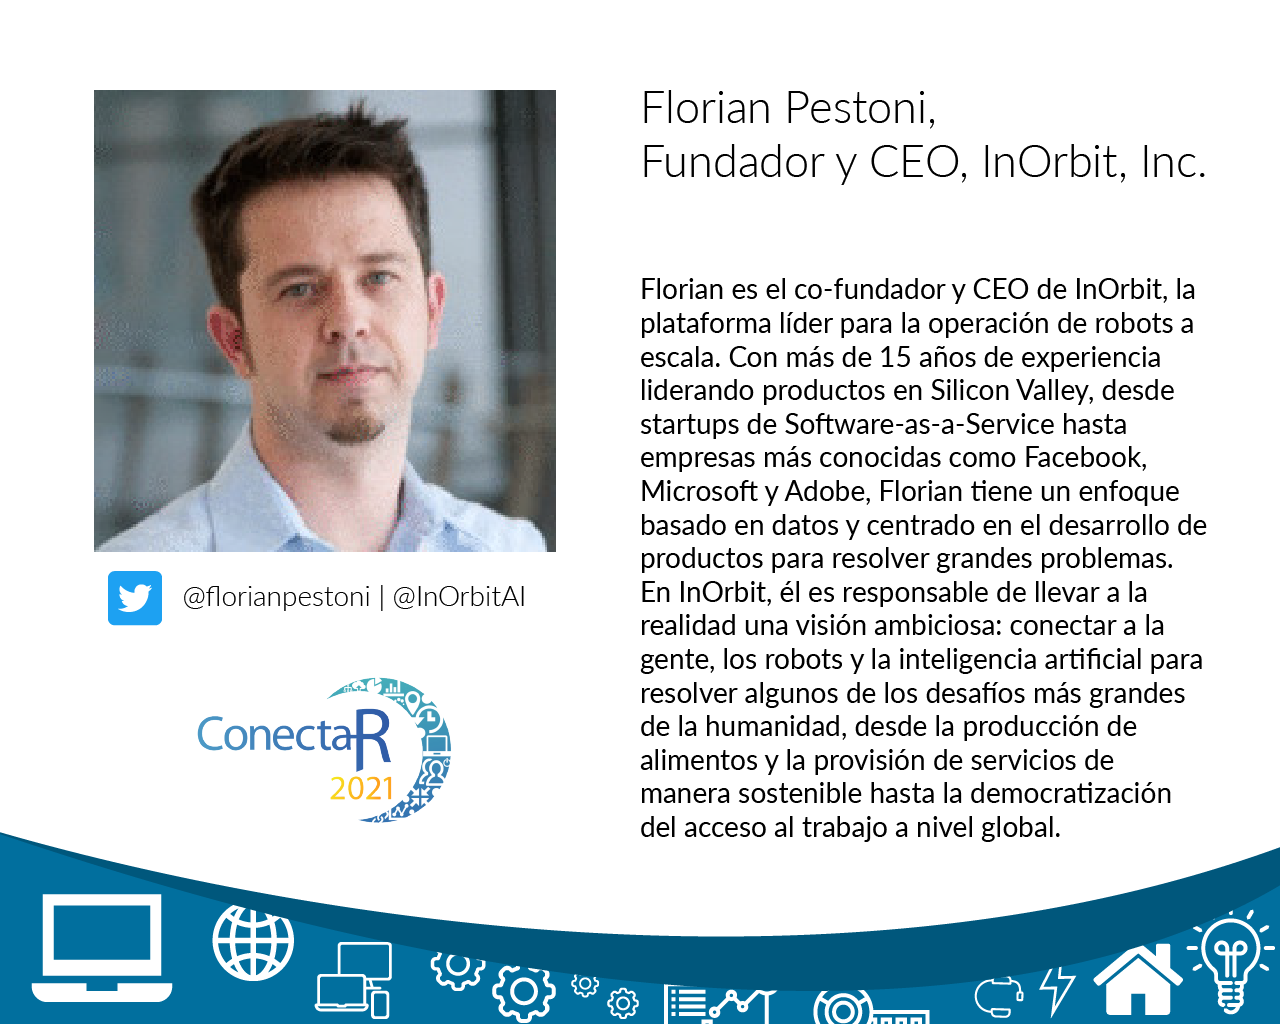 Florian Pestoni,
Fundador y CEO, InOrbit, Inc.
Florian es el co-fundador y CEO de InOrbit, la
plataforma líder para la operación de robots a
escala. Con más de 15 años de experiencia
liderando productos en Silicon Valley, desde
startups de Software-as-a-Service hasta
empresas más conocidas como Facebook,
Microsoft y Adobe, Florian tiene un enfoque
basado en datos y centrado en el desarrollo de
productos para resolver grandes problemas.
En InOrbit, él es responsable de llevar a la
realidad una visión ambiciosa: conectar a la
gente, los robots y la inteligencia artificial para
resolver algunos de los desafíos más grandes
de la humanidad, desde la producción de
alimentos y la provisión de servicios de
manera sostenible hasta la democratización
del acceso al trabajo a nivel global.
@florianpestoni | @InOrbitAI
ConectaR
2021